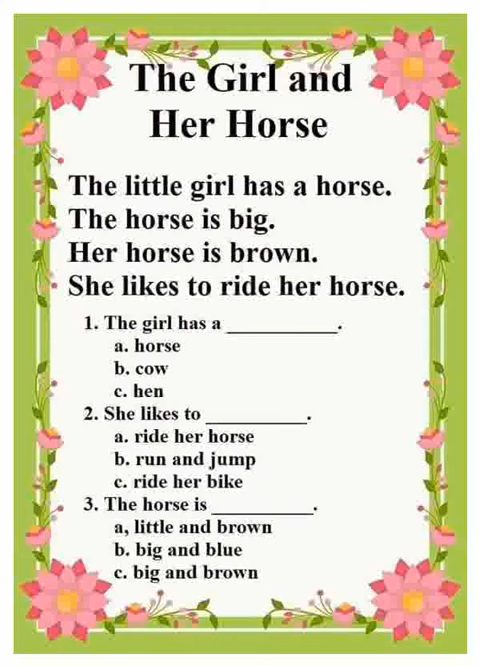 The Girl and
Her Horse
The little girl has a horse.
The horse is big.
Her horse is brown.
She likes to ride her horse.
1. The girl has a ___________.
a. horse
b. cow
c. hen
2. She likes to __________.
a. ride her horse
b. run and jump
c. ride her bike
3. The horse is __________.
a, little and brown
b. big and blue
c. big and brown